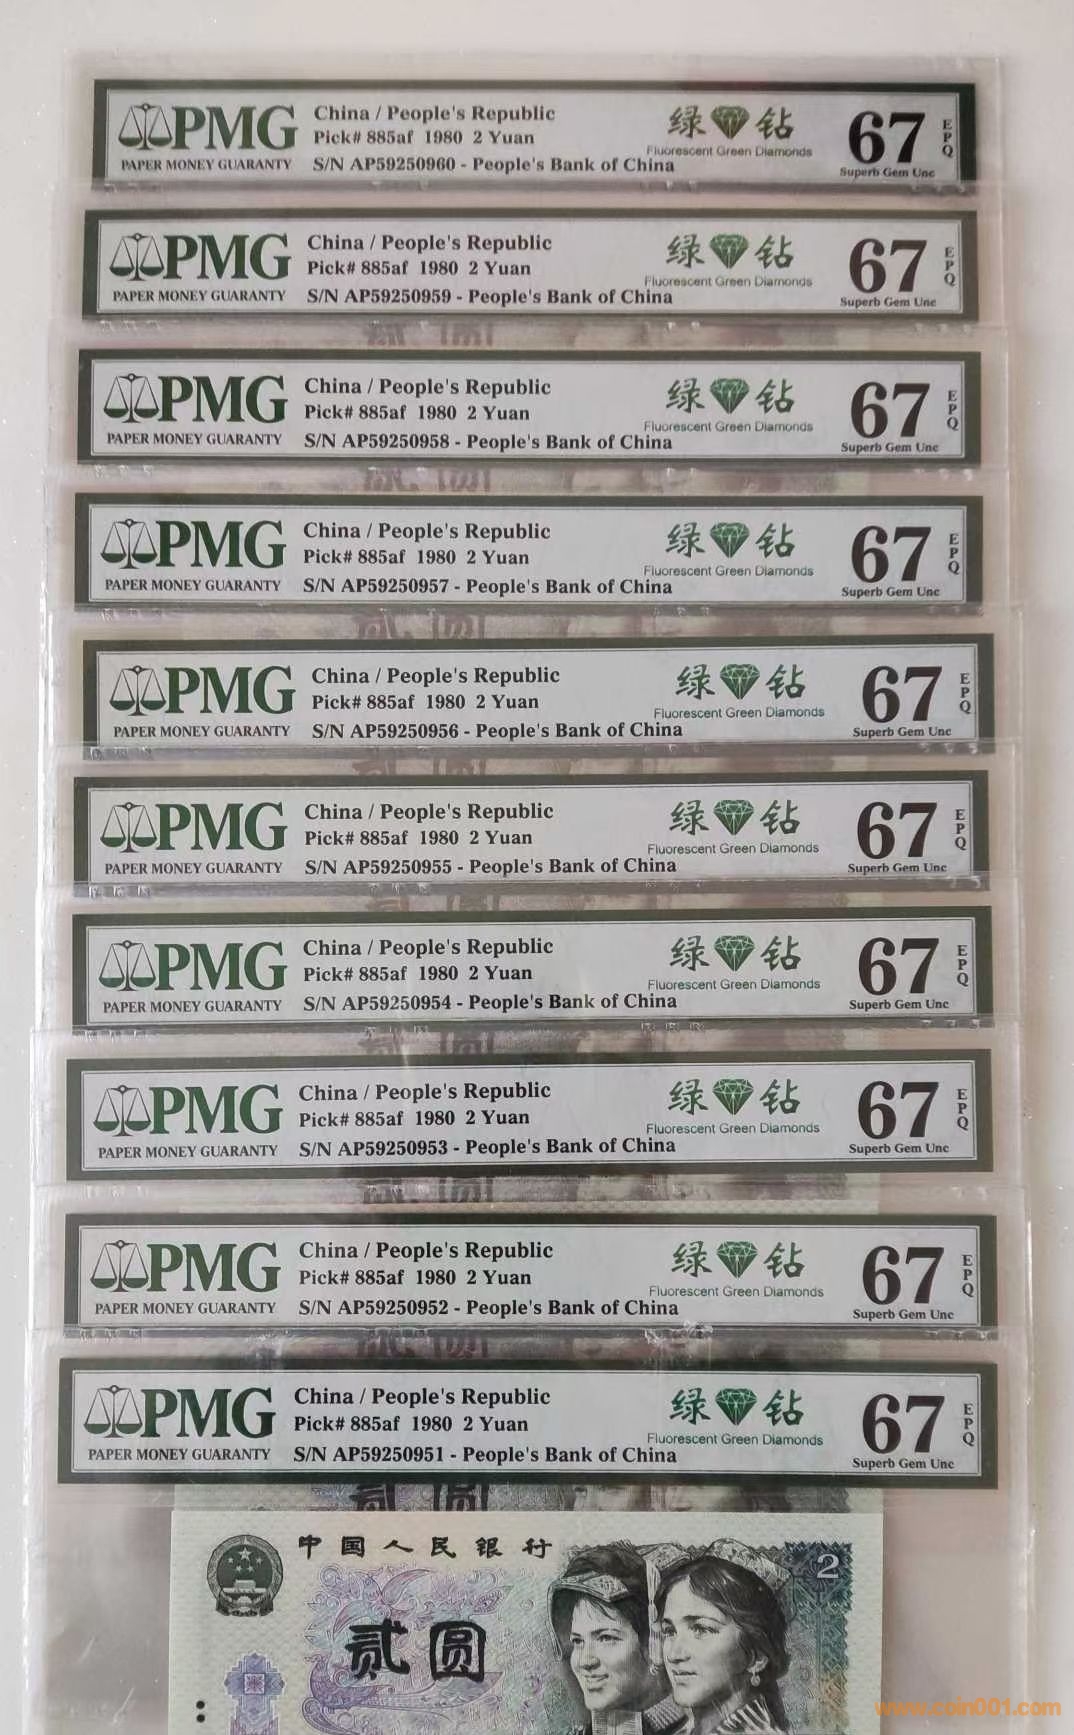 PMG
PAPER MONEY GUARANTY
China / People's Republic
Pick# 885af 1980 2 Yuan
S/N AP59250960 - People's Bank of China
绿 钻
Fluorescent Green Diamonds
67
EPQ
Superb Gem Unc
PMG
PAPER MONEY GUARANTY
China / People's Republic
Pick# 885af 1980 2 Yuan
S/N AP59250959 - People's Bank of China
绿 钻
Fluorescent Green Diamonds
67
EPQ
Superb Gem Unc
PMG
PAPER MONEY GUARANTY
China / People's Republic
Pick# 885af 1980 2 Yuan
S/N AP59250958 - People's Bank of China
绿 钻
Fluorescent Green Diamonds
67
EPQ
Superb Gem Unc
PMG
PAPER MONEY GUARANTY
China / People's Republic
Pick# 885af 1980 2 Yuan
S/N AP59250957 - People's Bank of China
绿 钻
Fluorescent Green Diamonds
67
EPQ
Superb Gem Unc
PMG
PAPER MONEY GUARANTY
China / People's Republic
Pick# 885af 1980 2 Yuan
S/N AP59250956 - People's Bank of China
绿 钻
Fluorescent Green Diamonds
67
EPQ
Superb Gem Unc
PMG
PAPER MONEY GUARANTY
China / People's Republic
Pick# 885af 1980 2 Yuan
S/N AP59250955 - People's Bank of China
绿 钻
Fluorescent Green Diamonds
67
EPQ
Superb Gem Unc
PMG
PAPER MONEY GUARANTY
China / People's Republic
Pick# 885af 1980 2 Yuan
S/N AP59250954 - People's Bank of China
绿 钻
Fluorescent Green Diamonds
67
EPQ
Superb Gem Unc
PMG
PAPER MONEY GUARANTY
China / People's Republic
Pick# 885af 1980 2 Yuan
S/N AP59250953 - People's Bank of China
绿 钻
Fluorescent Green Diamonds
67
EPQ
Superb Gem Unc
PMG
PAPER MONEY GUARANTY
China / People's Republic
Pick# 885af 1980 2 Yuan
S/N AP59250952 - People's Bank of China
绿 钻
Fluorescent Green Diamonds
67
EPQ
Superb Gem Unc
PMG
PAPER MONEY GUARANTY
China / People's Republic
Pick# 885af 1980 2 Yuan
S/N AP59250951 - People's Bank of China
绿 钻
Fluorescent Green Diamonds
67
EPQ
Superb Gem Unc
中国人民银行
2
贰圆
www.coin001.com